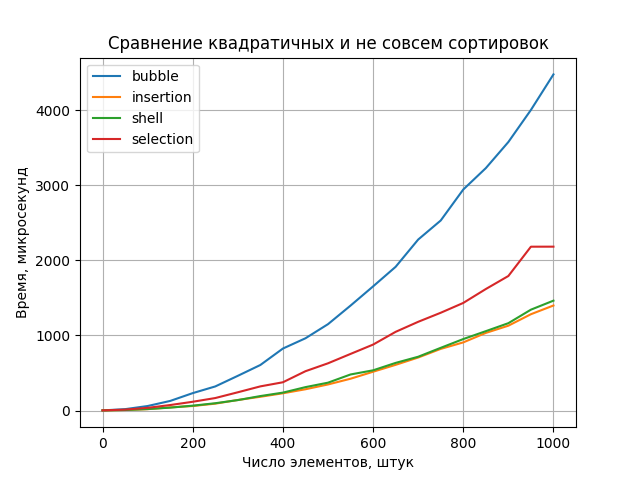 Сравнение квадратичных и не совсем сортировок
bubble
insertion
shell
selection
Время, микросекунд
4000
3000
2000
1000
0
0 200 400 600 800 1000
Число элементов, штук